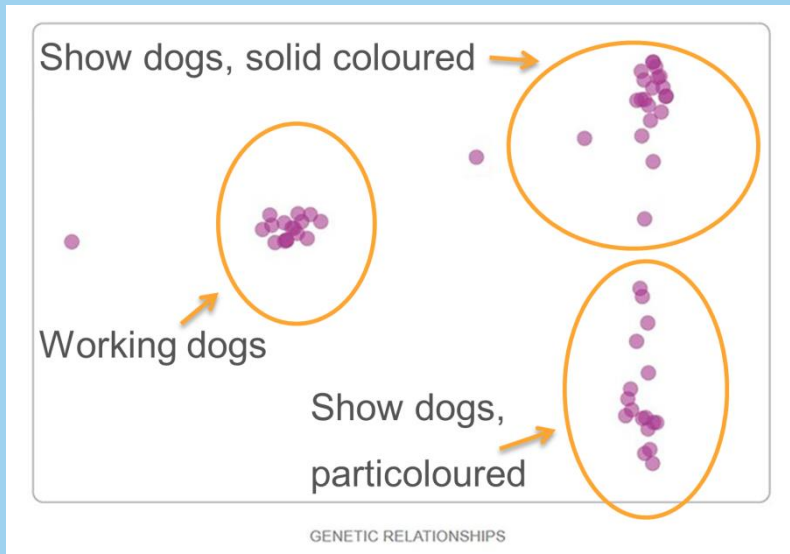 Show dogs, solid coloured
Working dogs
Show dogs,
particoloured
GENETIC RELATIONSHIPS